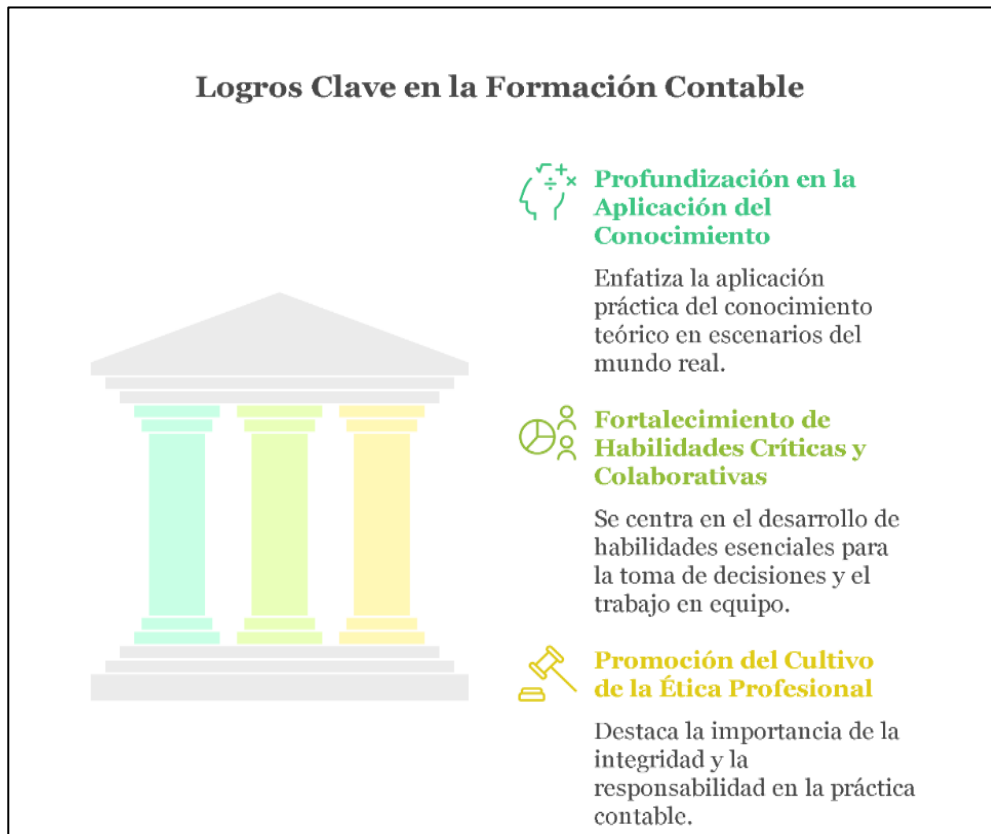 Logros Clave en la Formación Contable
Profundización en la
Aplicación del
Conocimiento
Enfatiza la aplicación
práctica del conocimiento
teórico en escenarios del
mundo real.
Fortalecimiento de
Habilidades Críticas y
Colaborativas
Se centra en el desarrollo de
habilidades esenciales para
la toma de decisiones y el
trabajo en equipo.
Promoción del Cultivo
de la Ética Profesional
Destaca la importancia de la
integridad y la
responsabilidad en la práctica
contable.